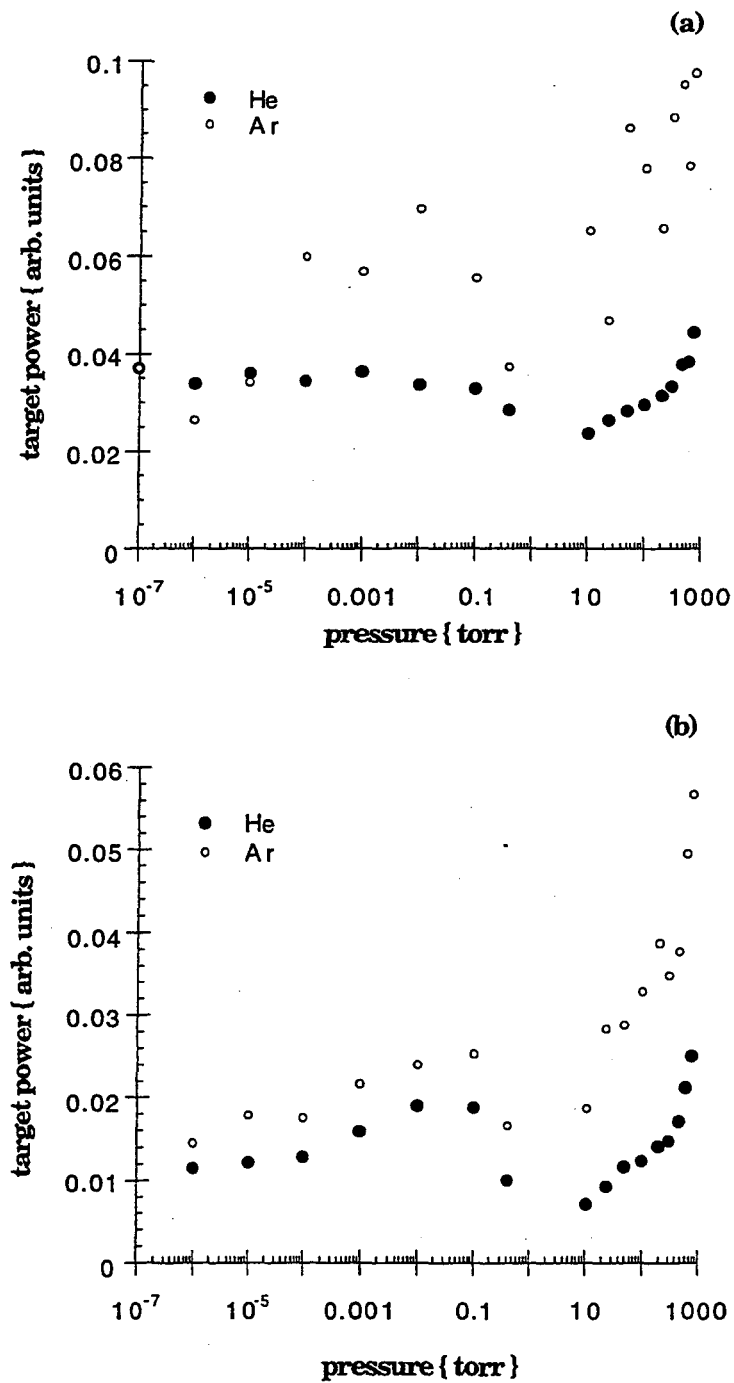 (a)
0.1
He
Ar
0.08
0.06
0.04
0.02
0
target power { arb. units }
10-7 10-5 0.001 0.1 10 1000
pressure { torr }
(b)
0.06
He
Ar
0.05
0.04
0.03
0.02
0.01
0
target power { arb. units }
10-7 10-5 0.001 0.1 10 1000
pressure { torr }